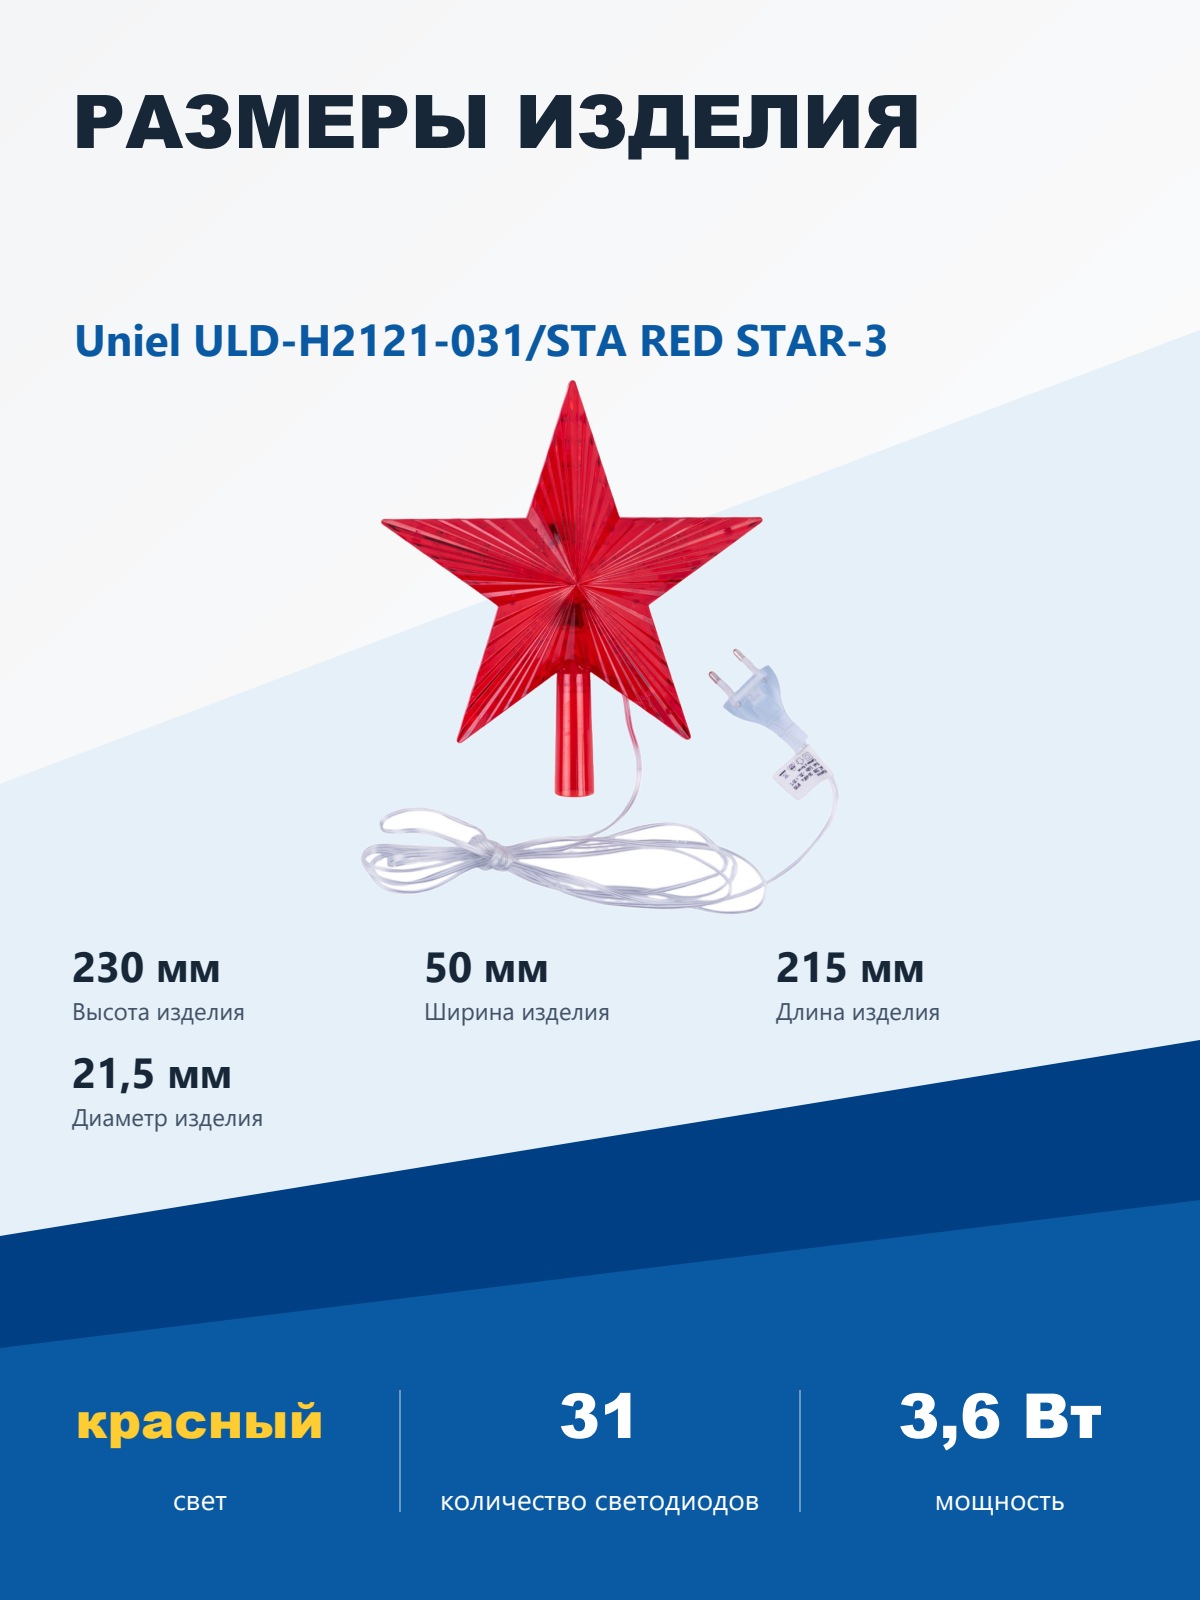 РАЗМЕРЫ ИЗДЕЛИЯ
Uniel ULD-H2121-031/STA RED STAR-3
230 мм
Высота изделия
50 мм
Ширина изделия
215 мм
Длина изделия
21,5 мм
Диаметр изделия
красный
свет
31
количество светодиодов
3,6 Вт
мощность